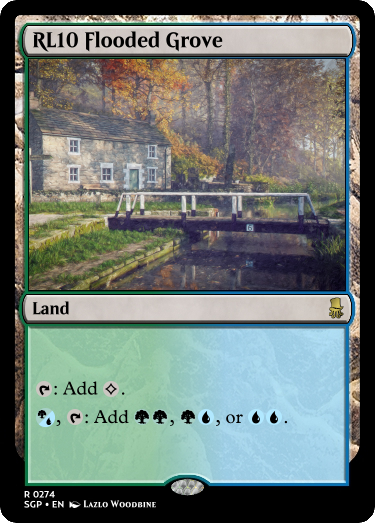 RL10 Flooded Grove
Land
: Add .
, : Add , , or .
R 0274
SGP • EN Lazlo Woodbine